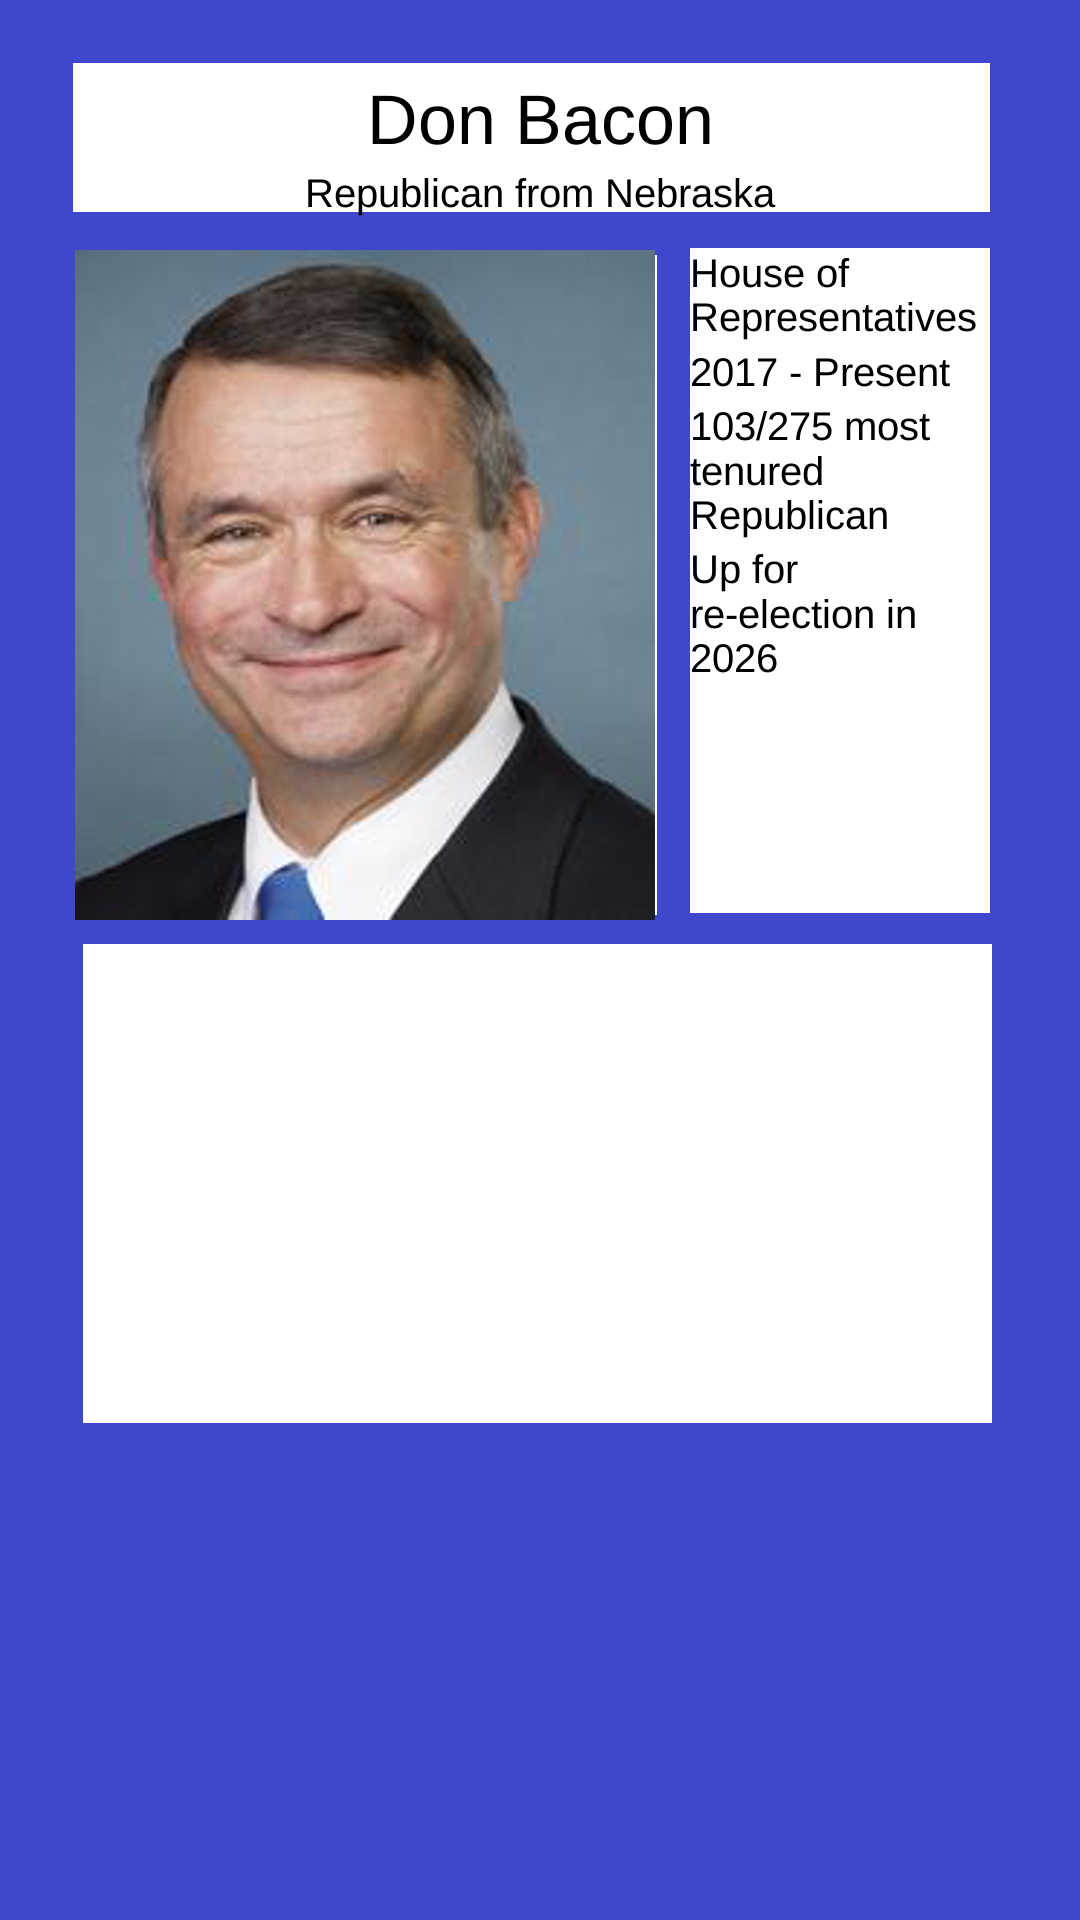 Don Bacon
Republican from Nebraska
House of
Representatives
2017 - Present
103/275 most
tenured
Republican
Up for
re-election in
2026